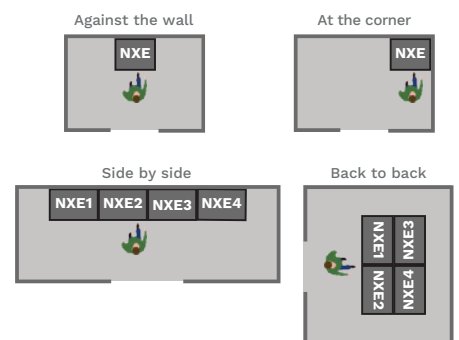 Against the wall
NXE
At the corner
NXE
Side by side
NXE1 NXE2 NXE3 NXE4
Back to back
NXE1 NXE3
NXE2 NXE4